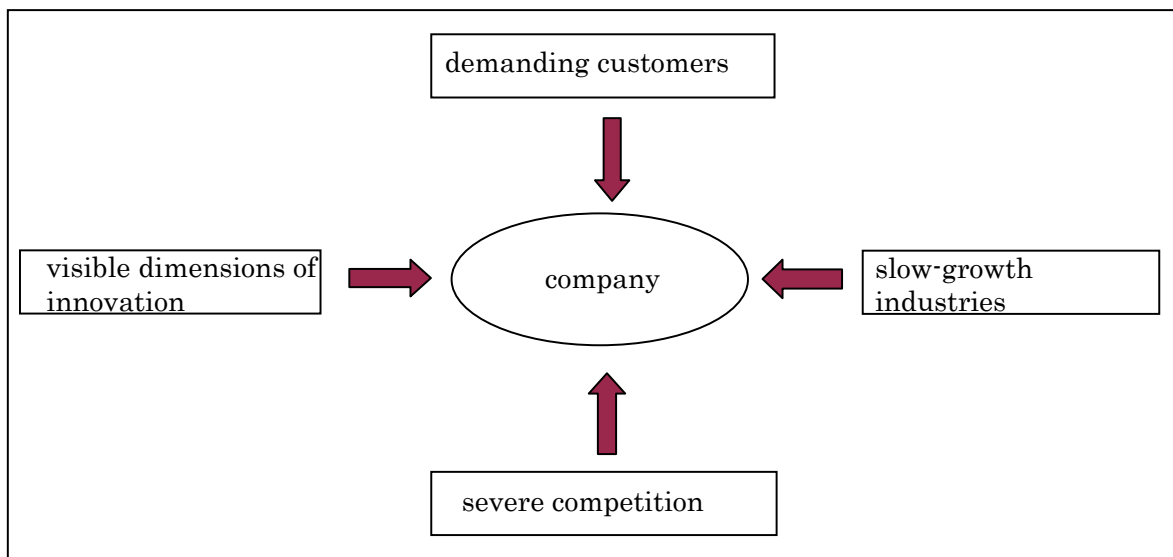 demanding customers
visible dimensions of
innovation
company
slow-growth
industries
severe competition